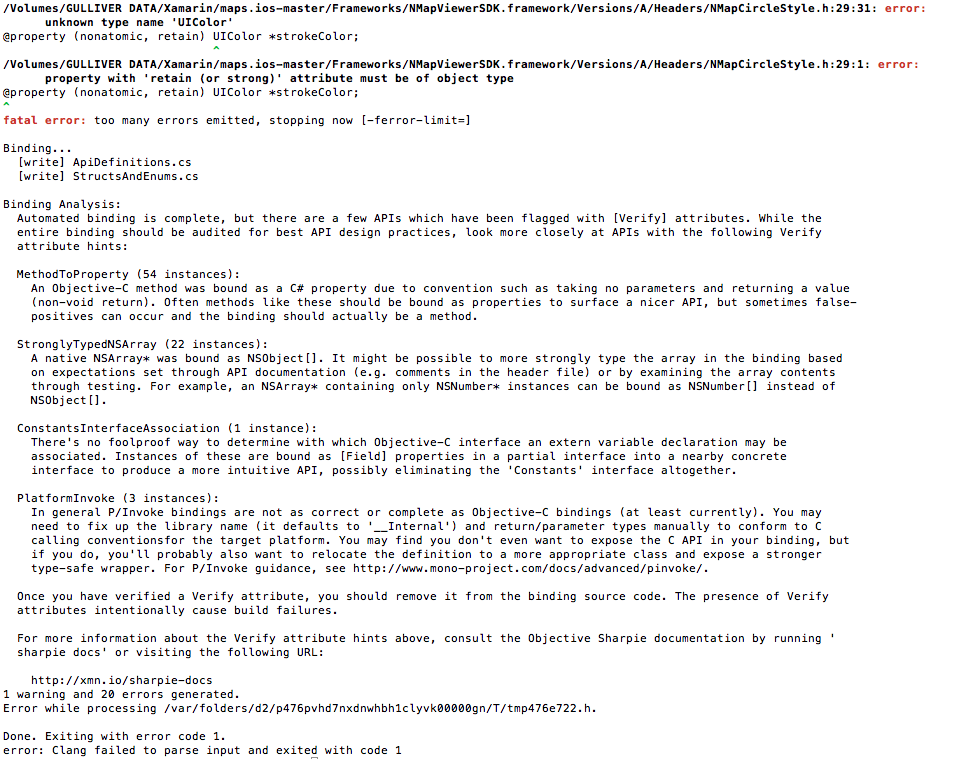 /Volumes/GULLIVER DATA/Xamarin/maps.ios-master/Frameworks/NMapViewerSDK.framework/Versions/A/Headers/NMapCircleStyle.h:29:31: error:
unknown type name 'UIColor'
@property (nonatomic, retain) UIColor *strokeColor;
^
/Volumes/GULLIVER DATA/Xamarin/maps.ios-master/Frameworks/NMapViewerSDK.framework/Versions/A/Headers/NMapCircleStyle.h:29:1: error:
property with 'retain (or strong)' attribute must be of object type
@property (nonatomic, retain) UIColor *strokeColor;
^
fatal error: too many errors emitted, stopping now [-ferror-limit=]
Binding...
[write] ApiDefinitions.cs
[write] StructsAndEnums.cs
Binding Analysis:
Automated binding is complete, but there are a few APIs which have been flagged with [Verify] attributes. While the
entire binding should be audited for best API design practices, look more closely at APIs with the following Verify
attribute hints:
MethodToProperty (54 instances):
An Objective-C method was bound as a C# property due to convention such as taking no parameters and returning a value
(non-void return). Often methods like these should be bound as properties to surface a nicer API, but sometimes false-
positives can occur and the binding should actually be a method.
StronglyTypedNSArray (22 instances):
A native NSArray* was bound as NSObject[]. It might be possible to more strongly type the array in the binding based
on expectations set through API documentation (e.g. comments in the header file) or by examining the array contents
through testing. For example, an NSArray* containing only NSNumber* instances can be bound as NSNumber[] instead of
NSObject[].
ConstantsInterfaceAssociation (1 instance):
There's no foolproof way to determine with which Objective-C interface an extern variable declaration may be
associated. Instances of these are bound as [Field] properties in a partial interface into a nearby concrete
interface to produce a more intuitive API, possibly eliminating the 'Constants' interface altogether.
PlatformInvoke (3 instances):
In general P/Invoke bindings are not as correct or complete as Objective-C bindings (at least currently). You may
need to fix up the library name (it defaults to '__Internal') and return/parameter types manually to conform to C
calling conventionsfor the target platform. You may find you don't even want to expose the C API in your binding, but
if you do, you'll probably also want to relocate the definition to a more appropriate class and expose a stronger
type-safe wrapper. For P/Invoke guidance, see http://www.mono-project.com/docs/advanced/pinvoke/.
Once you have verified a Verify attribute, you should remove it from the binding source code. The presence of Verify
attributes intentionally cause build failures.
For more information about the Verify attribute hints above, consult the Objective Sharpie documentation by running '
sharpie docs' or visiting the following URL:
http://xmn.io/sharpie-docs
1 warning and 20 errors generated.
Error while processing /var/folders/d2/p476pvhd7nxdnwhbh1clyvk00000gn/T/tmp476e722.h.
Done. Exiting with error code 1.
error: Clang failed to parse input and exited with code 1